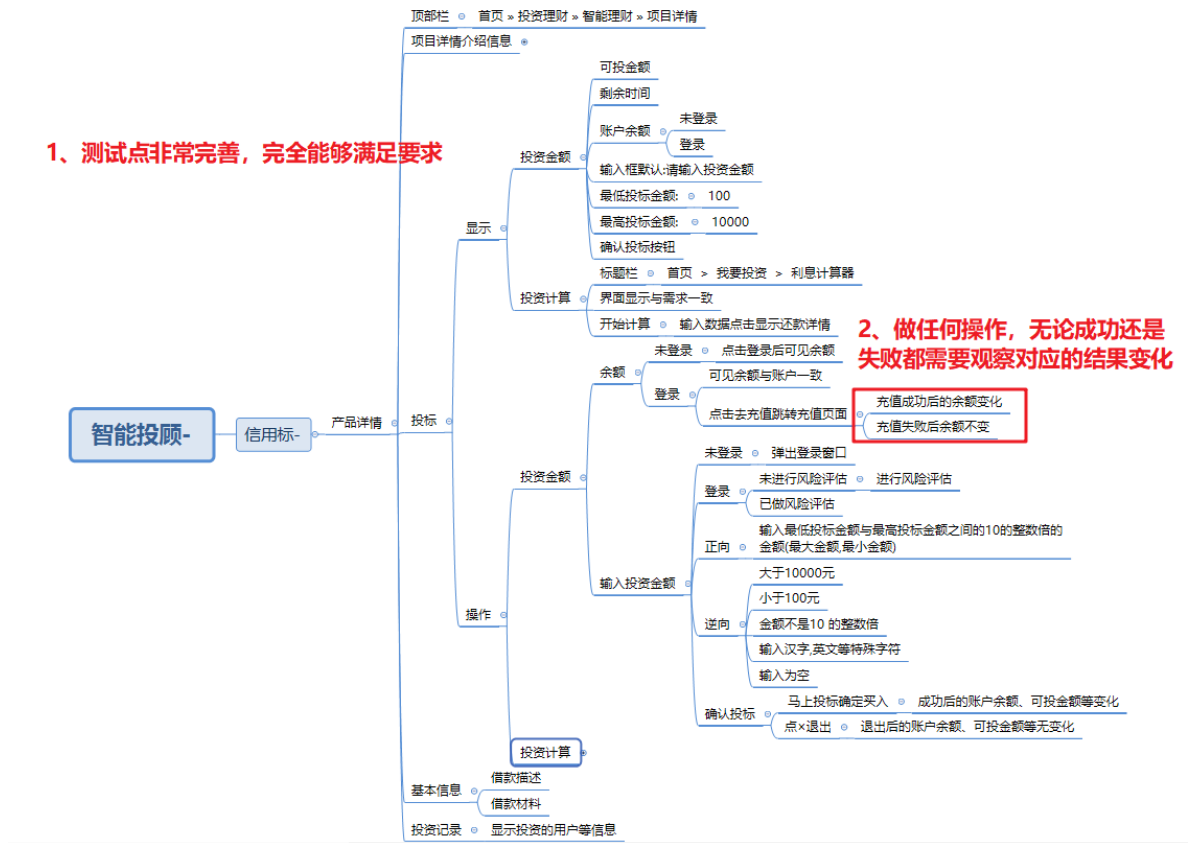 顶部栏
首页 » 投资理财 » 智能理财 » 项目详情
项目详情介绍信息
可投金额
剩余时间
账户余额
未登录
登录
1、测试点非常完善，完全能够满足要求
投资金额
输入框默认:请输入投资金额
最低投标金额:
100
最高投标金额:
10000
显示
确认投标按钮
标题栏
首页 > 我要投资 > 利息计算器
投资计算
界面显示与需求一致
开始计算
输入数据点击显示还款详情
2、做任何操作，无论成功还是
失败都需要观察对应的结果变化
未登录
点击登录后可见余额
余额
可见余额与账户一致
登录
点击去充值跳转充值页面
充值成功后的余额变化
充值失败后余额不变
智能投顾-
信用标-
产品详情
投标
投资金额
未登录
弹出登录窗口
登录
未进行风险评估
进行风险评估
已做风险评估
正向
输入最低投标金额与最高投标金额之间的10的整数倍的
金额(最大金额,最小金额)
输入投资金额
大于10000元
小于100元
操作
逆向
金额不是10 的整数倍
输入汉字,英文等特殊字符
输入为空
确认投标
马上投标确定买入
成功后的账户余额、可投金额等变化
点×退出
退出后的账户余额、可投金额等无变化
投资计算
基本信息
借款描述
借款材料
投资记录
显示投资的用户等信息